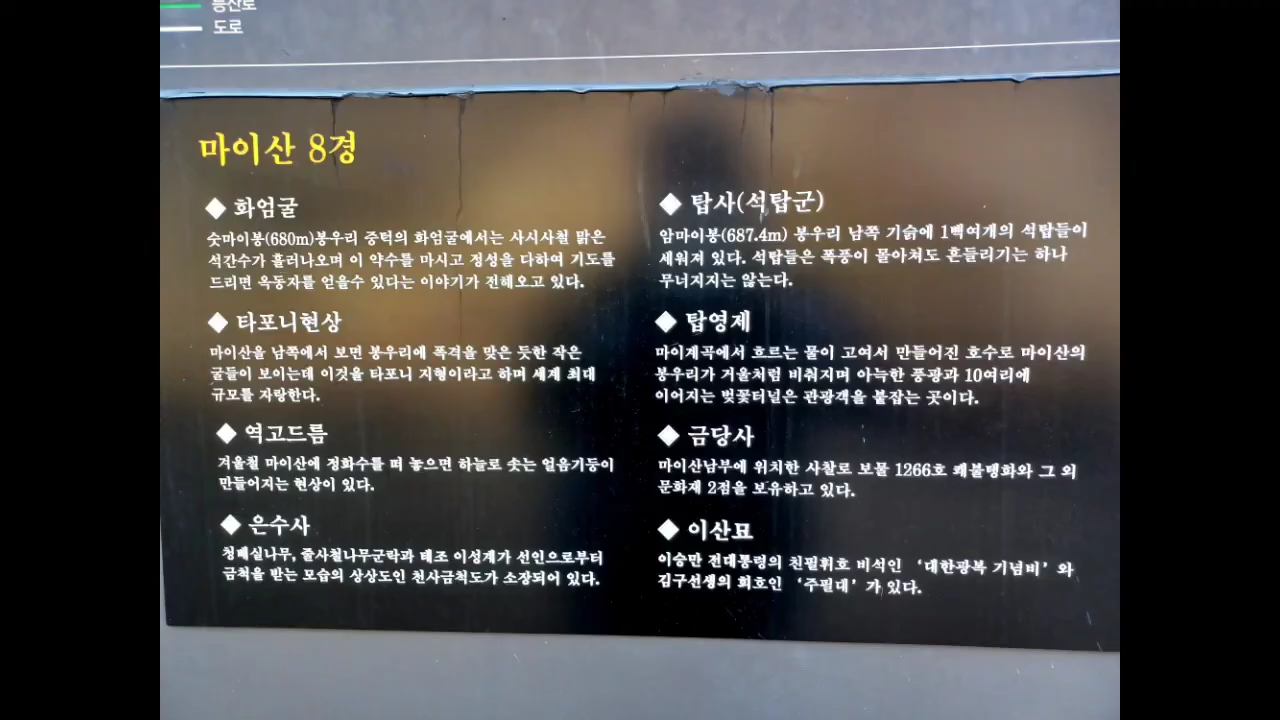 등산로
도로
마이산 8경
◆ 화엄굴
숫마이봉(680m)봉우리 중턱의 화엄굴에서는 사시사철 맑은
석간수가 흘러나오며 이 약수를 마시고 정성을 다하여 기도를
드리면 옥동자를 얻을수 있다는 이야기가 전해오고 있다.
◆ 타포니현상
마이산을 남쪽에서 보면 봉우리에 폭격을 맞은 듯한 작은
굴들이 보이는데 이것을 타포니 지형이라고 하며 세계 최대
규모를 자랑한다.
◆ 역고드름
겨울철 마이산에 정화수를 떠 놓으면 하늘로 솟는 얼음기둥이
만들어지는 현상이 있다.
◆ 은수사
청배실나무, 줄사철나무군락과 태조 이성계가 선인으로부터
금척을 받는 모습의 상상도인 천사금척도가 소장되어 있다.
◆ 탑사(석탑군)
암마이봉(687.4m) 봉우리 남쪽 기슭에 1백여개의 석탑들이
세워져 있다. 석탑들은 폭풍이 몰아쳐도 흔들리기는 하나
무너지지는 않는다.
◆ 탑영제
마이계곡에서 흐르는 물이 고여서 만들어진 호수로 마이산의
봉우리가 거울처럼 비춰지며 아늑한 풍광과 10여리에
이어지는 벚꽃터널은 관광객을 붙잡는 곳이다.
◆ 금당사
마이산남부에 위치한 사찰로 보물 1266호 괘불탱화와 그 외
문화재 2점을 보유하고 있다.
◆ 이산묘
이승만 전대통령의 친필휘호 비석인 ‘대한광복 기념비’ 와
김구선생의 휘호인 ‘주필대’ 가 있다.